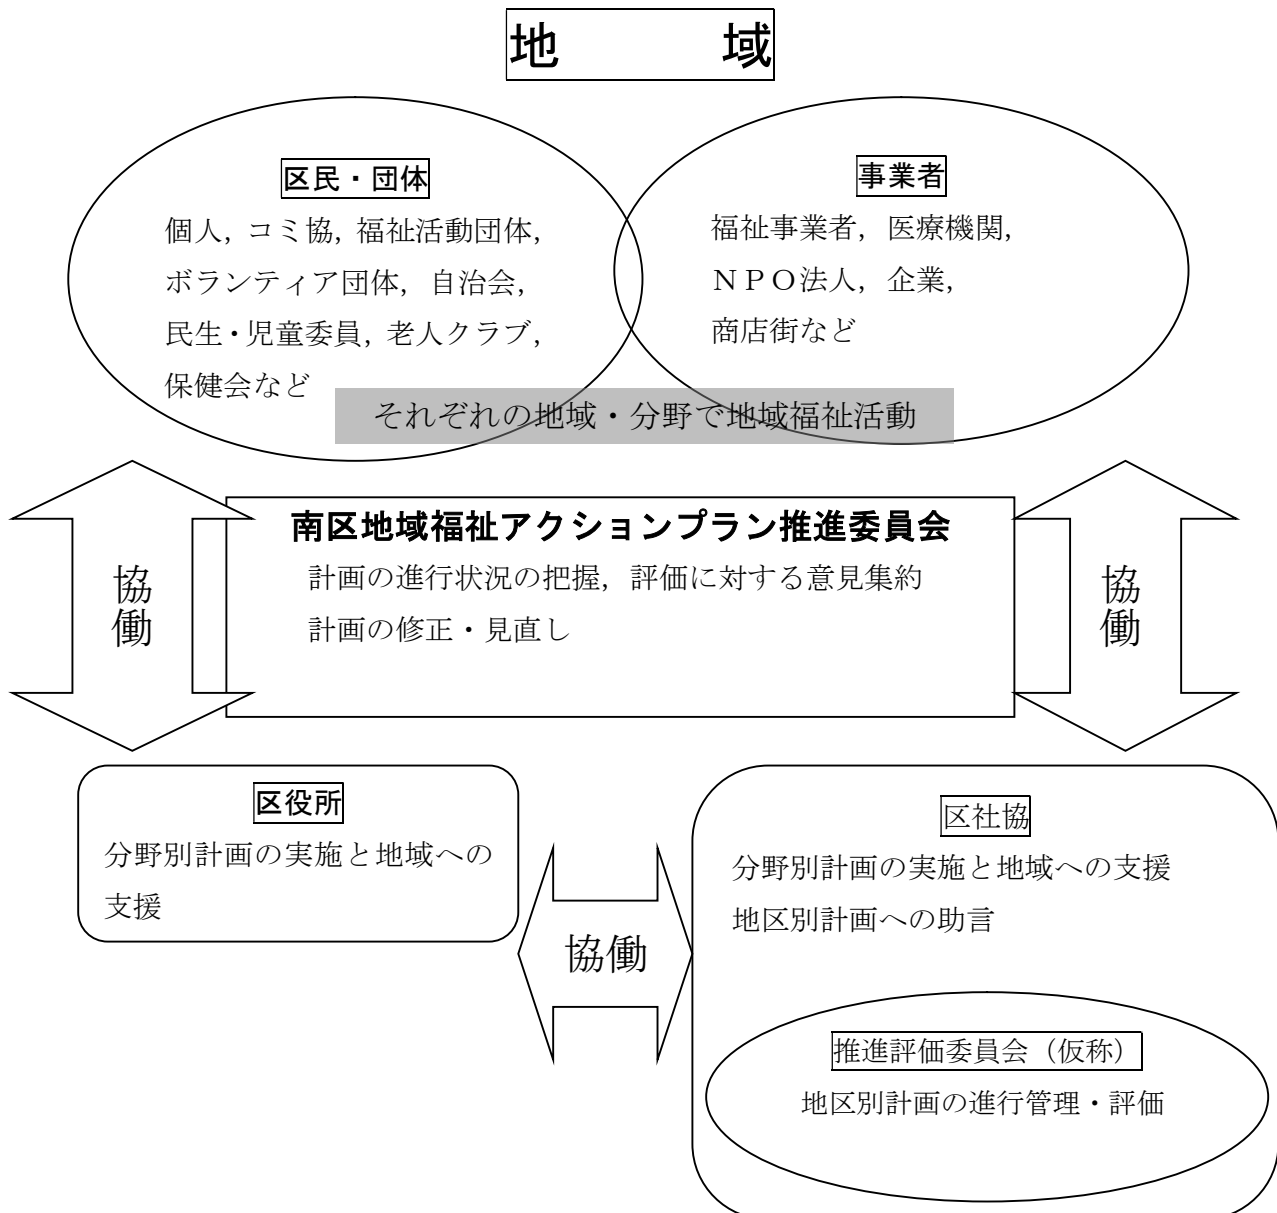 地　　　域
区民・団体
個人，コミ協，福祉活動団体，
ボランティア団体，自治会，
民生・児童委員，老人クラブ，
保健会など
事業者
福祉事業者，医療機関，
ＮＰＯ法人，企業，
商店街など
それぞれの地域・分野で地域福祉活動
協働
南区地域福祉アクションプラン推進委員会
計画の進行状況の把握，評価に対する意見集約
計画の修正・見直し
協働
区役所
分野別計画の実施と地域への
支援
協働
区社協
分野別計画の実施と地域への支援
地区別計画への助言
推進評価委員会（仮称）
地区別計画の進行管理・評価